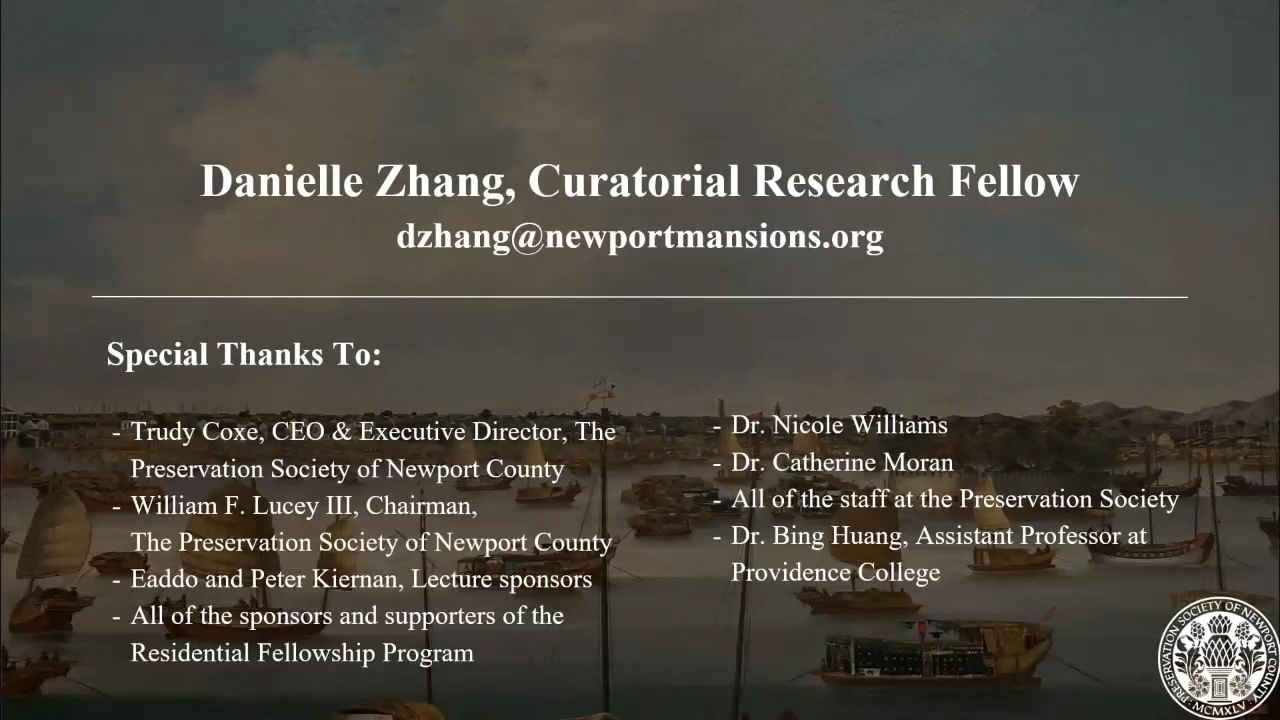 Danielle Zhang, Curatorial Research Fellow
dzhang@newportmansions.org
Special Thanks To:
- Trudy Coxe, CEO & Executive Director, The
Preservation Society of Newport County
- William F. Lucey III, Chairman,
The Preservation Society of Newport County
- Eaddo and Peter Kiernan, Lecture sponsors
- All of the sponsors and supporters of the
Residential Fellowship Program
- Dr. Nicole Williams
- Dr. Catherine Moran
- All of the staff at the Preservation Society
- Dr. Bing Huang, Assistant Professor at
Providence College
PRESERVATION SOCIETY OF NEWPORT COUNTY
MCMXLV